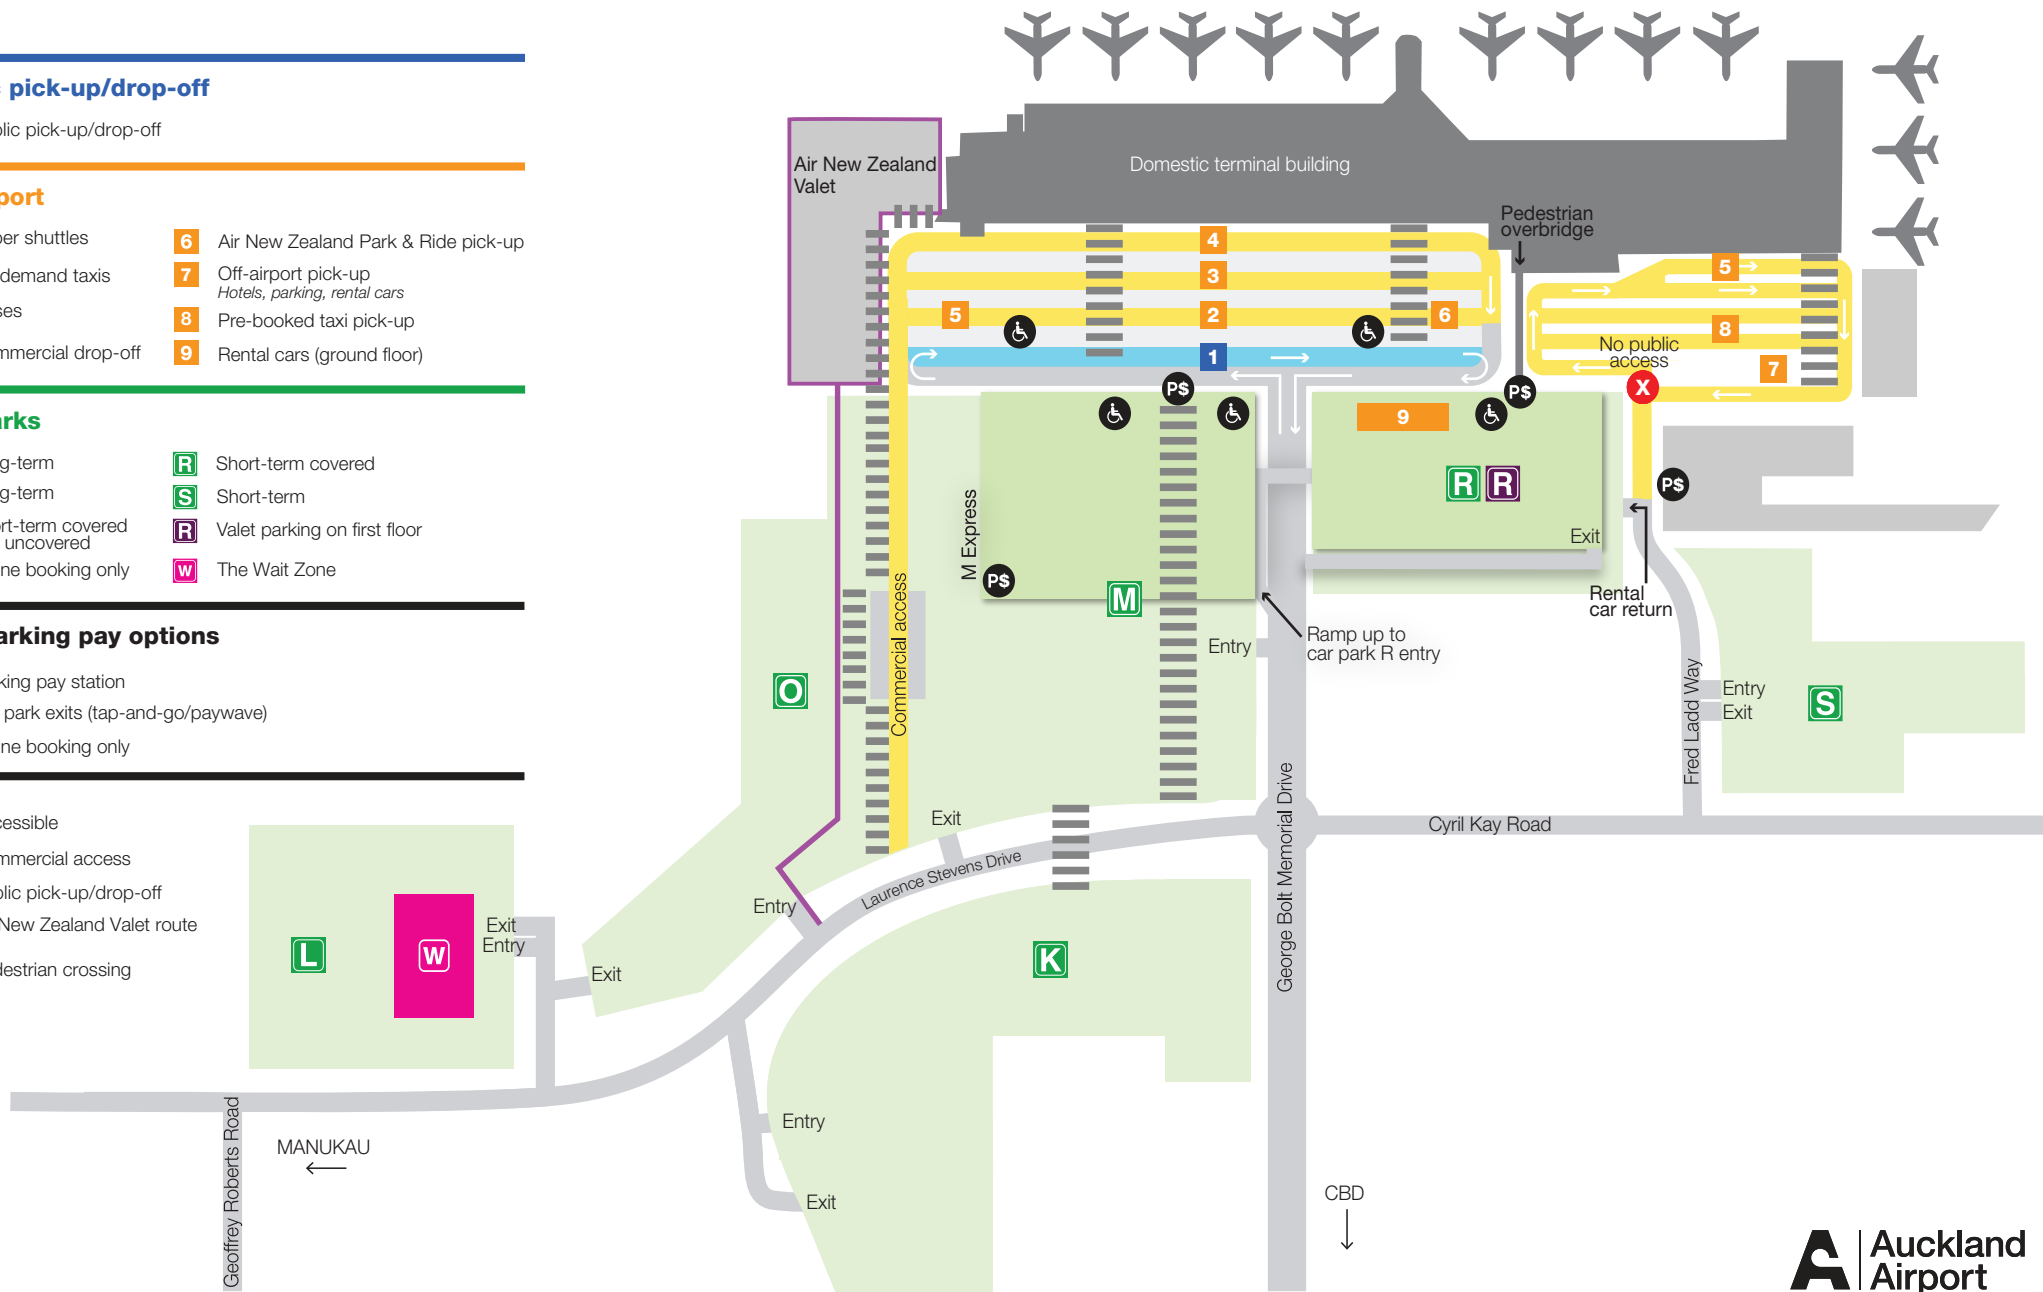 pick-up/drop-off
lic pick-up/drop-off
port
er shuttles
6 Air New Zealand Park & Ride pick-up
demand taxis
7 Off-airport pick-up
Hotels, parking, rental cars
ses
8 Pre-booked taxi pick-up
mmercial drop-off
9 Rental cars (ground floor)
arks
g-term
R Short-term covered
g-term
S Short-term
rt-term covered
uncovered
R Valet parking on first floor
ne booking only
W The Wait Zone
arking pay options
king pay station
park exits (tap-and-go/paywave)
ne booking only
cessible
mmercial access
lic pick-up/drop-off
New Zealand Valet route
destrian crossing
Air New Zealand
Valet
Domestic terminal building
Pedestrian
overbridge
4
3
5
2
6
1
5
8
7
No public
access
X
P$
P$
9
R R
P$
Exit
M Express
P$
M
Commercial access
O
Entry
Ramp up to
car park R entry
Rental
car return
Fred Ladd Way
Entry
Exit
S
Exit
Laurence Stevens Drive
George Bolt Memorial Drive
Cyril Kay Road
Entry
L
W
Exit
Entry
Exit
K
Entry
Exit
MANUKAU
Geoffrey Roberts Road
CBD
Auckland
Airport